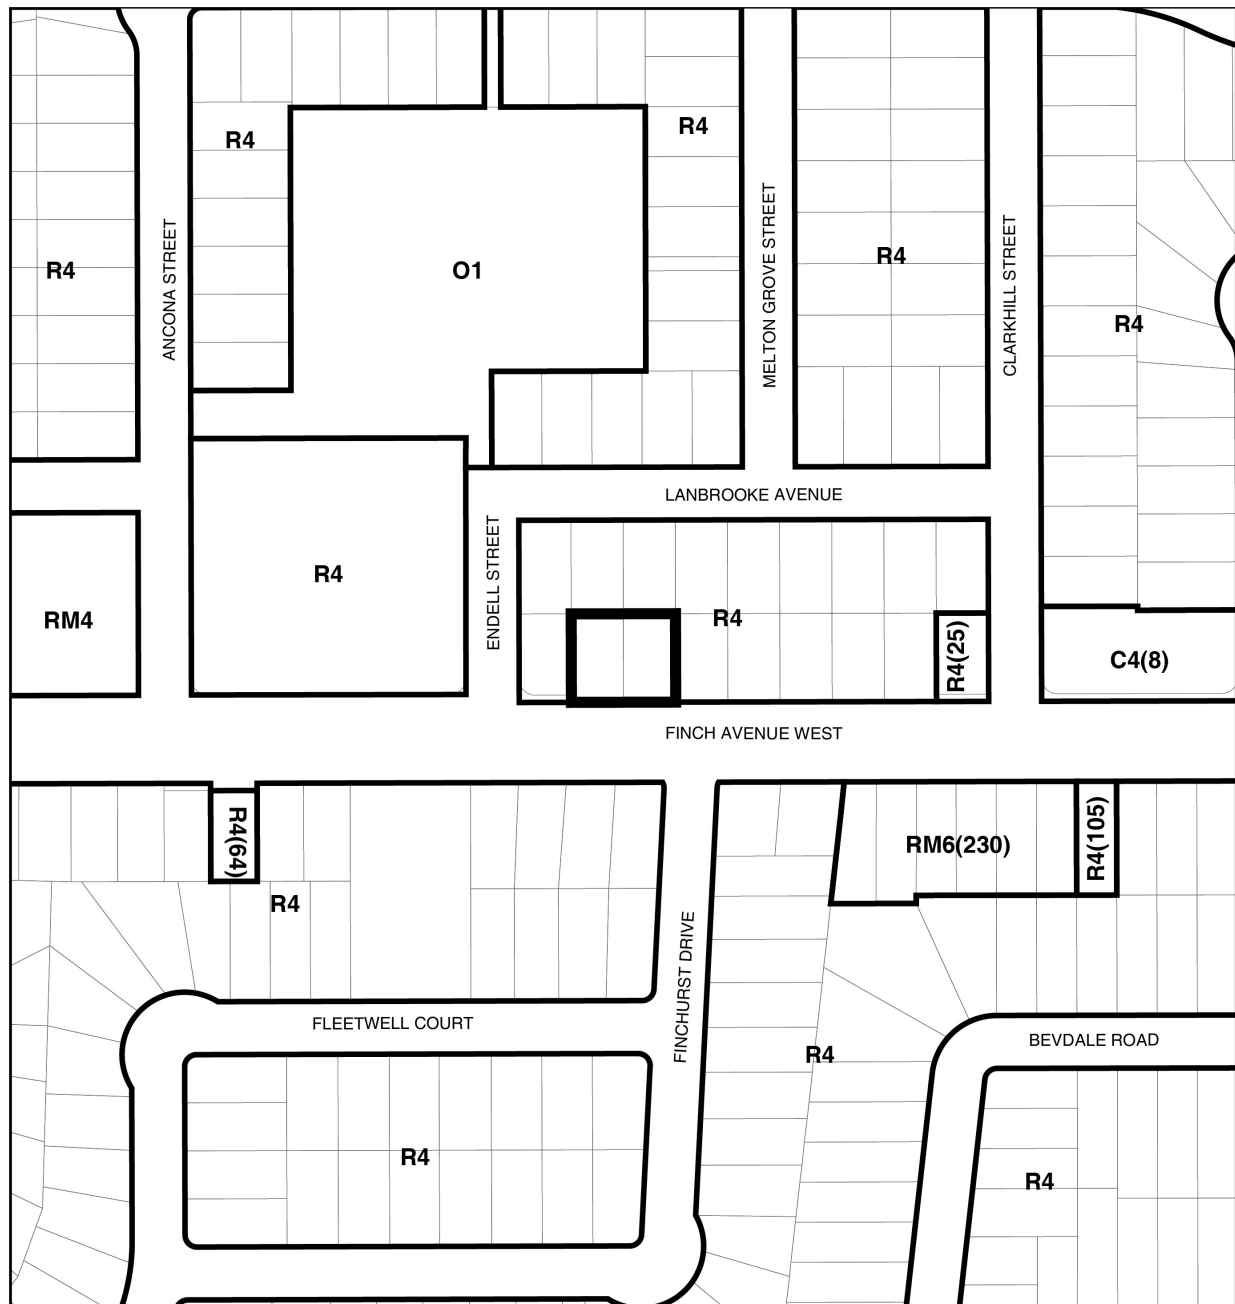 R4
R4
R4
O1
R4
R4
ANCONA STREET
MELTON GROVE STREET
CLARKHILL STREET
LANBROOKE AVENUE
ENDELL STREET
R4
RM4
R4
R4(25)
C4(8)
FINCH AVENUE WEST
R4(64)
R4
RM6(230)
R4(105)
FINCHURST DRIVE
FLEETWELL COURT
BEVDALE ROAD
R4
R4
R4